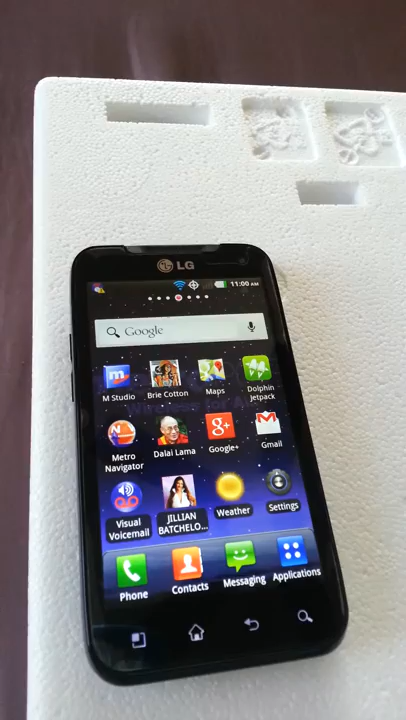 LG
11:00 AM
Google
M Studio
Brie Cotton
Maps
Dolphin
Jetpack
Metro
Navigator
Dalai Lama
Google+
Gmail
Visual
Voicemail
JILLIAN
BATCHELO...
Weather
Settings
Phone
Contacts
Messaging
Applications